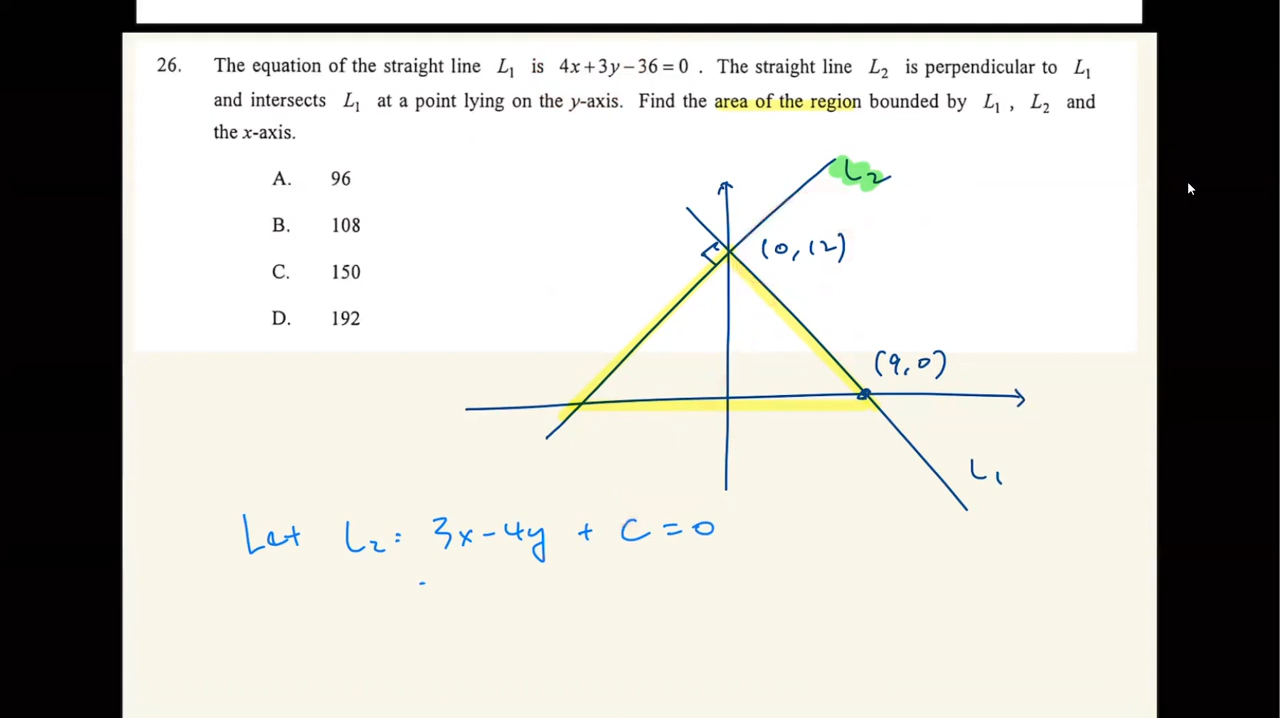 26. The equation of the straight line L₁ is 4x+3y−36=0 . The straight line L₂ is perpendicular to L₁
and intersects L₁ at a point lying on the y-axis. Find the area of the region bounded by L₁ , L₂ and
the x-axis.
A. 96
B. 108
C. 150
D. 192
L₂
(0,12)
(9,0)
L₁
Let L₂: 3x-4y + C = 0